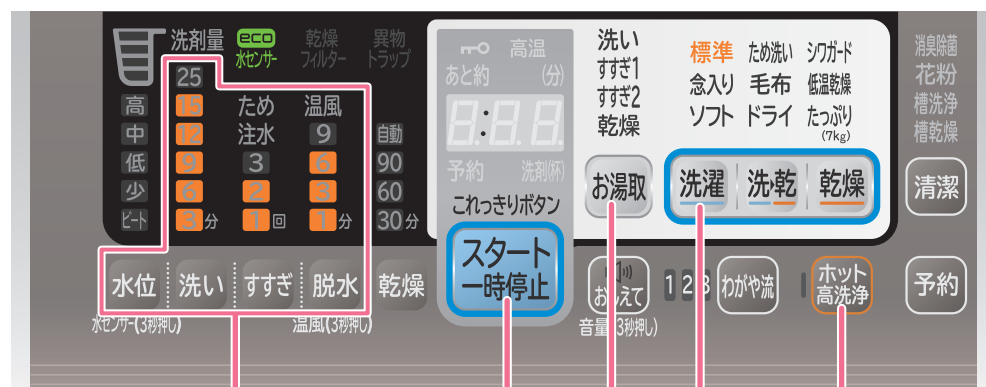 洗剤量
eco
水センサー
乾燥
フィルター
異物
トラップ
25
高 15 ため 温風
中 12 注水 9 自動
低 9 3 6 90
少 6 2 3 60
ビート 3分 1回 1分 30分
高温
あと約 (分)
8:88
予約 洗剤(杯)
これっきりボタン
スタート
一時停止
洗い
すすぎ1
すすぎ2
乾燥
お湯取
標準 ため洗い シワガード
念入り 毛布 低温乾燥
ソフト ドライ たっぷり
(7kg)
洗濯 洗▸乾 乾燥
消臭除菌
花粉
槽洗浄
槽乾燥
清潔
水位 洗い すすぎ 脱水 乾燥
水センサー(3秒押し) 温風(3秒押し)
おしえて
音量(3秒押し)
1 2 3
わがや流
ホット
高洗浄
予約